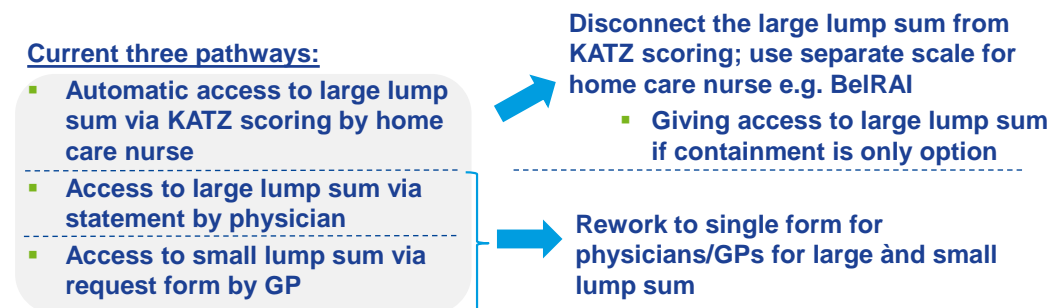 Current three pathways:
▪ Automatic access to large lump
sum via KATZ scoring by home
care nurse
▪ Access to large lump sum via
statement by physician
▪ Access to small lump sum via
request form by GP
Disconnect the large lump sum from
KATZ scoring; use separate scale for
home care nurse e.g. BelRAI
▪ Giving access to large lump sum
if containment is only option
Rework to single form for
physicians/GPs for large ànd small
lump sum